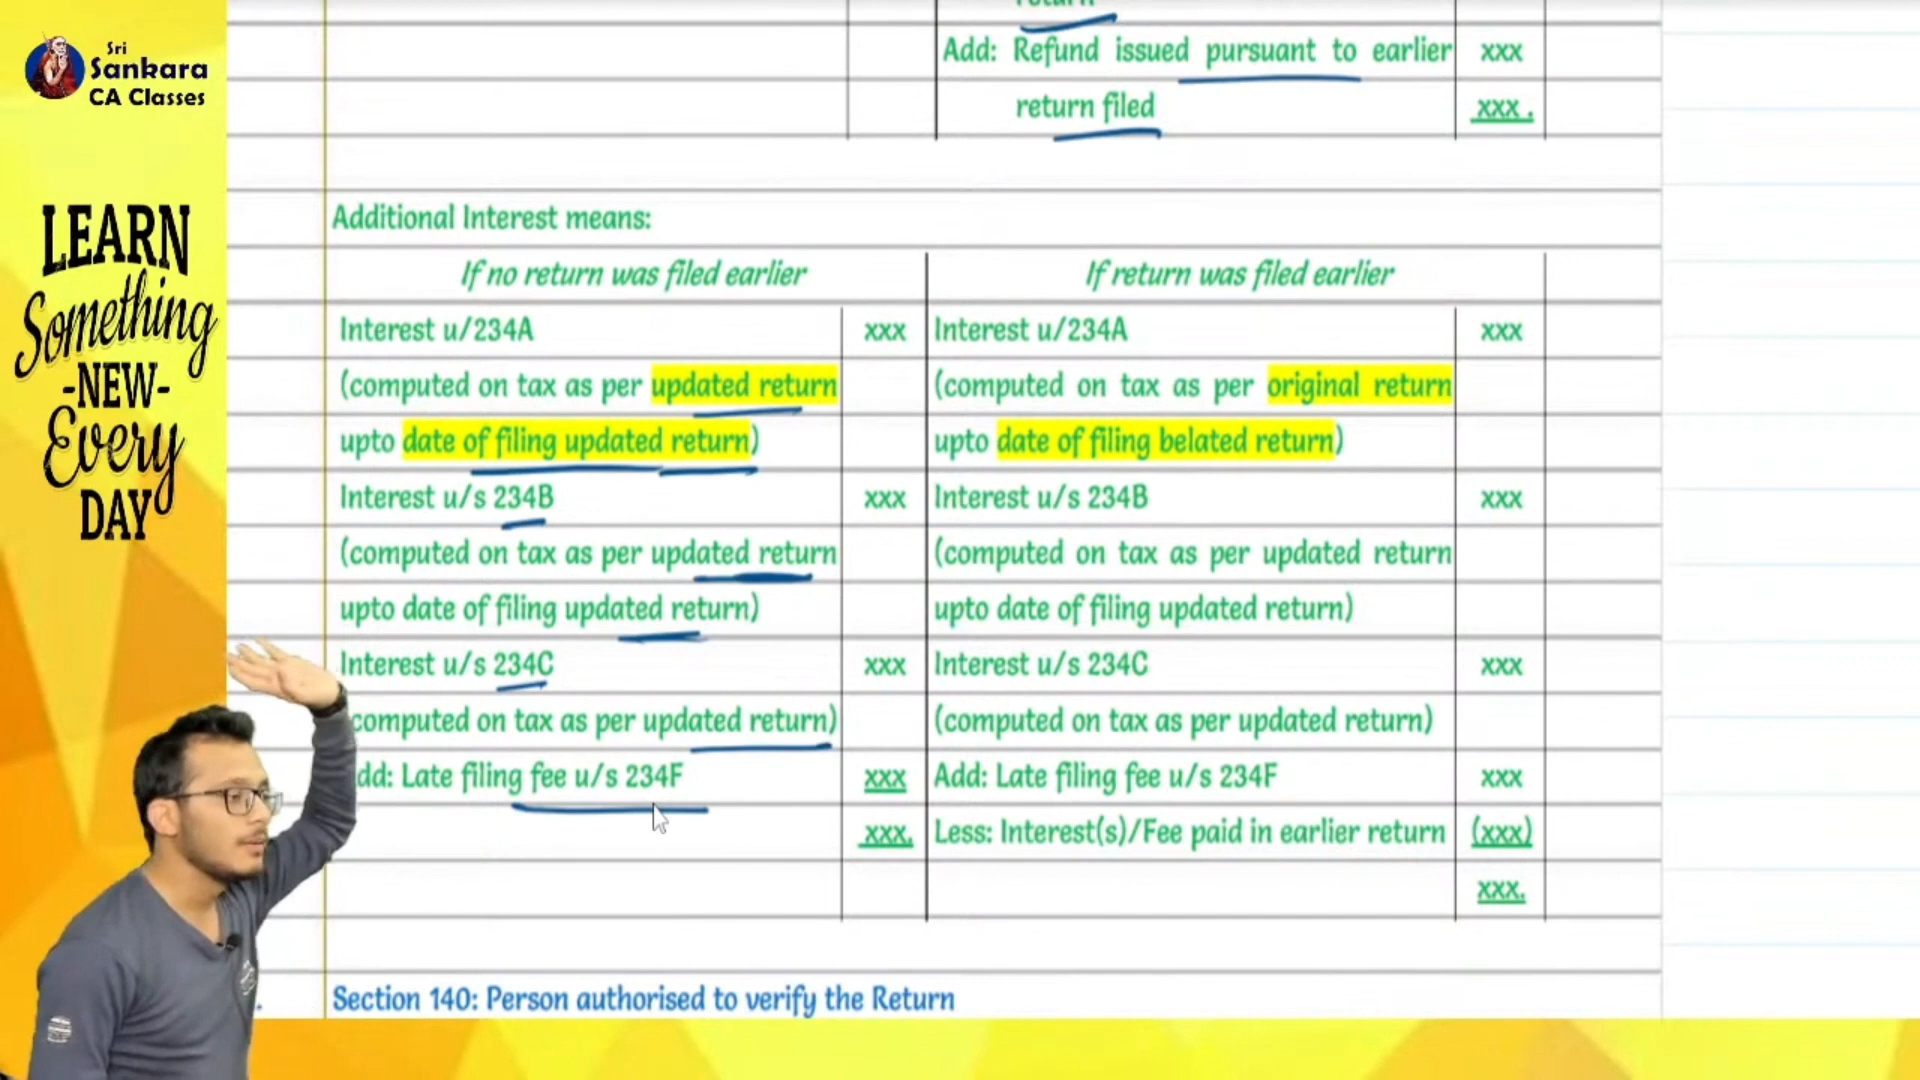 Sri
Sankara
CA Classes
LEARN
Something
-NEW-
Every
DAY
return
Add: Refund issued pursuant to earlier xxx
return filed xxx.
Additional Interest means:
If no return was filed earlier If return was filed earlier
Interest u/234A xxx Interest u/234A xxx
(computed on tax as per updated return (computed on tax as per original return
upto date of filing updated return) upto date of filing belated return)
Interest u/s 234B xxx Interest u/s 234B xxx
(computed on tax as per updated return (computed on tax as per updated return
upto date of filing updated return) upto date of filing updated return)
Interest u/s 234C xxx Interest u/s 234C xxx
computed on tax as per updated return) (computed on tax as per updated return)
dd: Late filing fee u/s 234F xxx Add: Late filing fee u/s 234F xxx
xxx. Less: Interest(s)/Fee paid in earlier return (xxx)
xxx.
Section 140: Person authorised to verify the Return